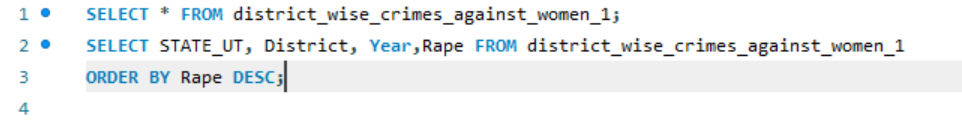 1 SELECT * FROM district_wise_crimes_against_women_1;
2 SELECT STATE_UT, District, Year,Rape FROM district_wise_crimes_against_women_1
3 ORDER BY Rape DESC;
4